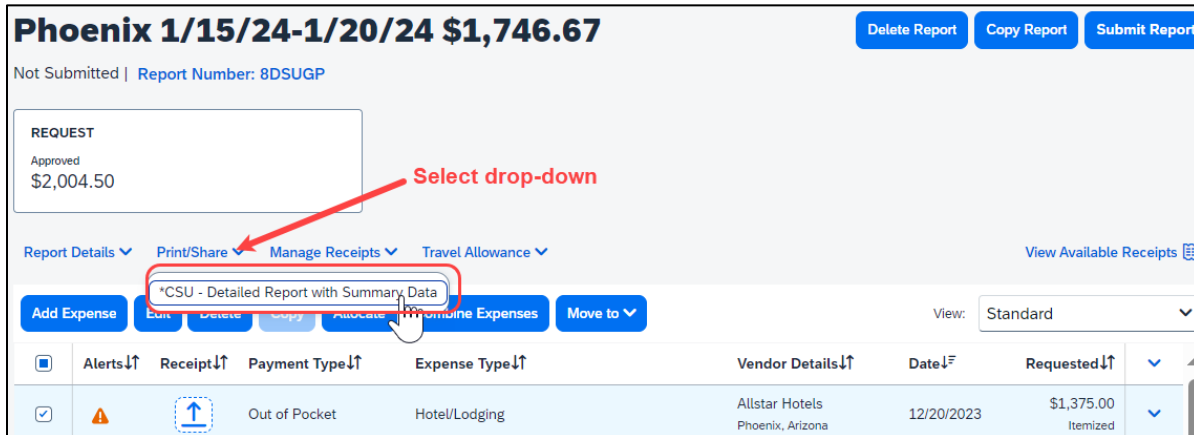 Phoenix 1/15/24-1/20/24 $1,746.67
Delete Report
Copy Report
Submit Report
Not Submitted | Report Number: 8DSUGP
REQUEST
Approved
$2,004.50
Select drop-down
Report Details
Print/Share
Manage Receipts
Travel Allowance
View Available Receipts
*CSU - Detailed Report with Summary Data
Add Expense
Edit
Delete
Copy
Allocate
Combine Expenses
Move to
View:
Standard
Alerts
Receipt
Payment Type
Expense Type
Vendor Details
Date
Requested
Out of Pocket
Hotel/Lodging
Allstar Hotels
Phoenix, Arizona
12/20/2023
$1,375.00
Itemized